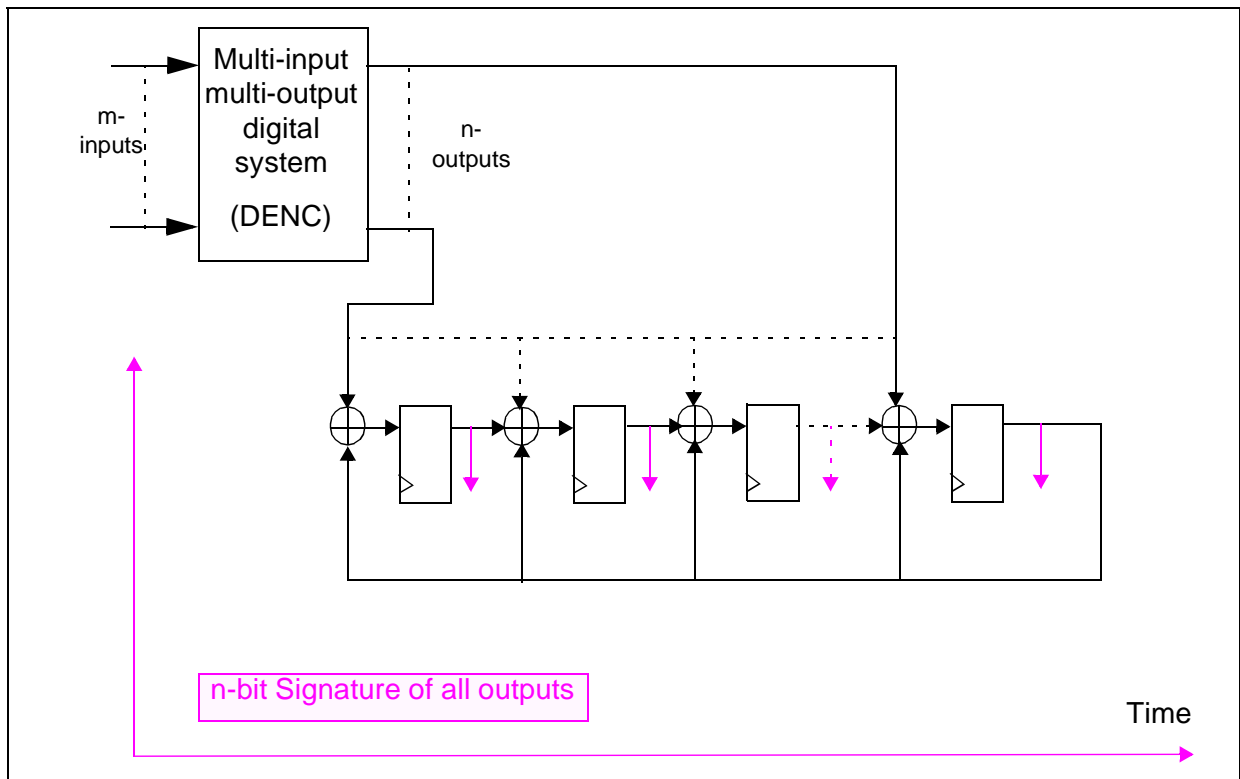 Multi-input
multi-output
digital
system
(DENC)
m-
inputs
n-
outputs
n-bit Signature of all outputs
Time